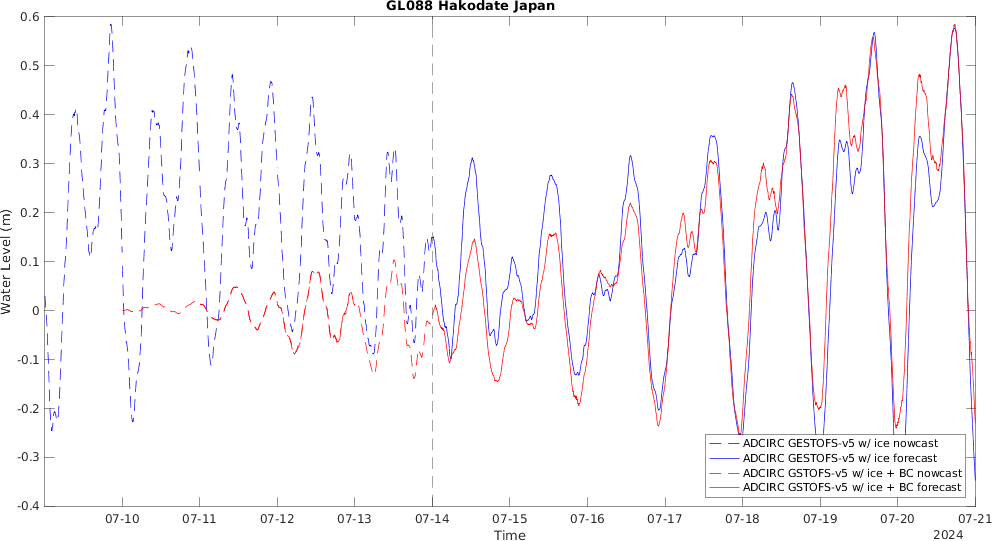 GL088 Hakodate Japan
Water Level (m)
0.6
0.5
0.4
0.3
0.2
0.1
0
-0.1
-0.2
-0.3
-0.4
ADCIRC GESTOFS-v5 w/ ice nowcast
ADCIRC GESTOFS-v5 w/ ice forecast
ADCIRC GSTOFS-v5 w/ ice + BC nowcast
ADCIRC GSTOFS-v5 w/ ice + BC forecast
07-10 07-11 07-12 07-13 07-14 07-15 07-16 07-17 07-18 07-19 07-20 07-21
Time
2024